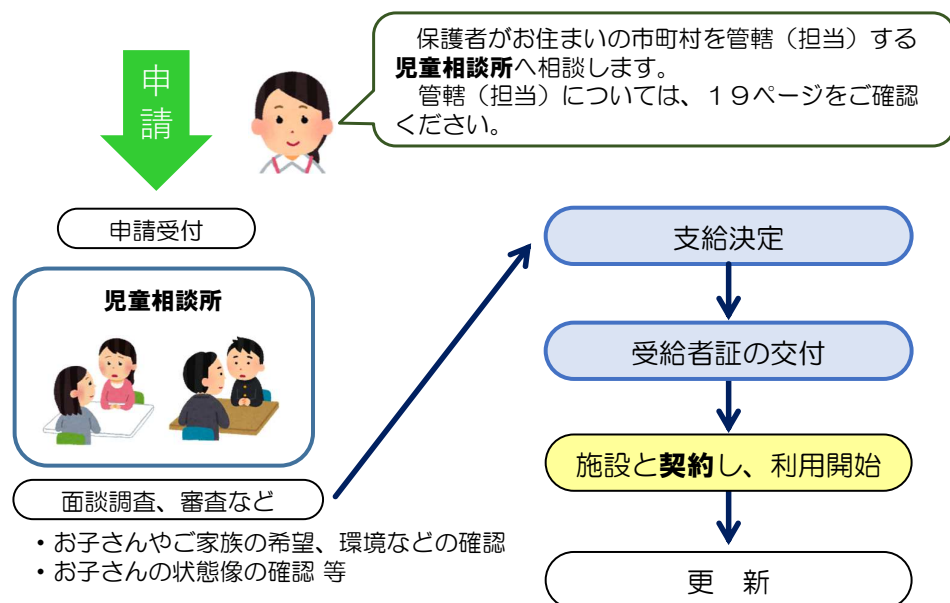 申請
保護者がお住まいの市町村を管轄（担当）する
児童相談所へ相談します。
管轄（担当）については、１９ページをご確認
ください。
申請受付
児童相談所
面談調査、審査など
・お子さんやご家族の希望、環境などの確認
・お子さんの状態像の確認 等
支給決定
受給者証の交付
施設と契約し、利用開始
更　新